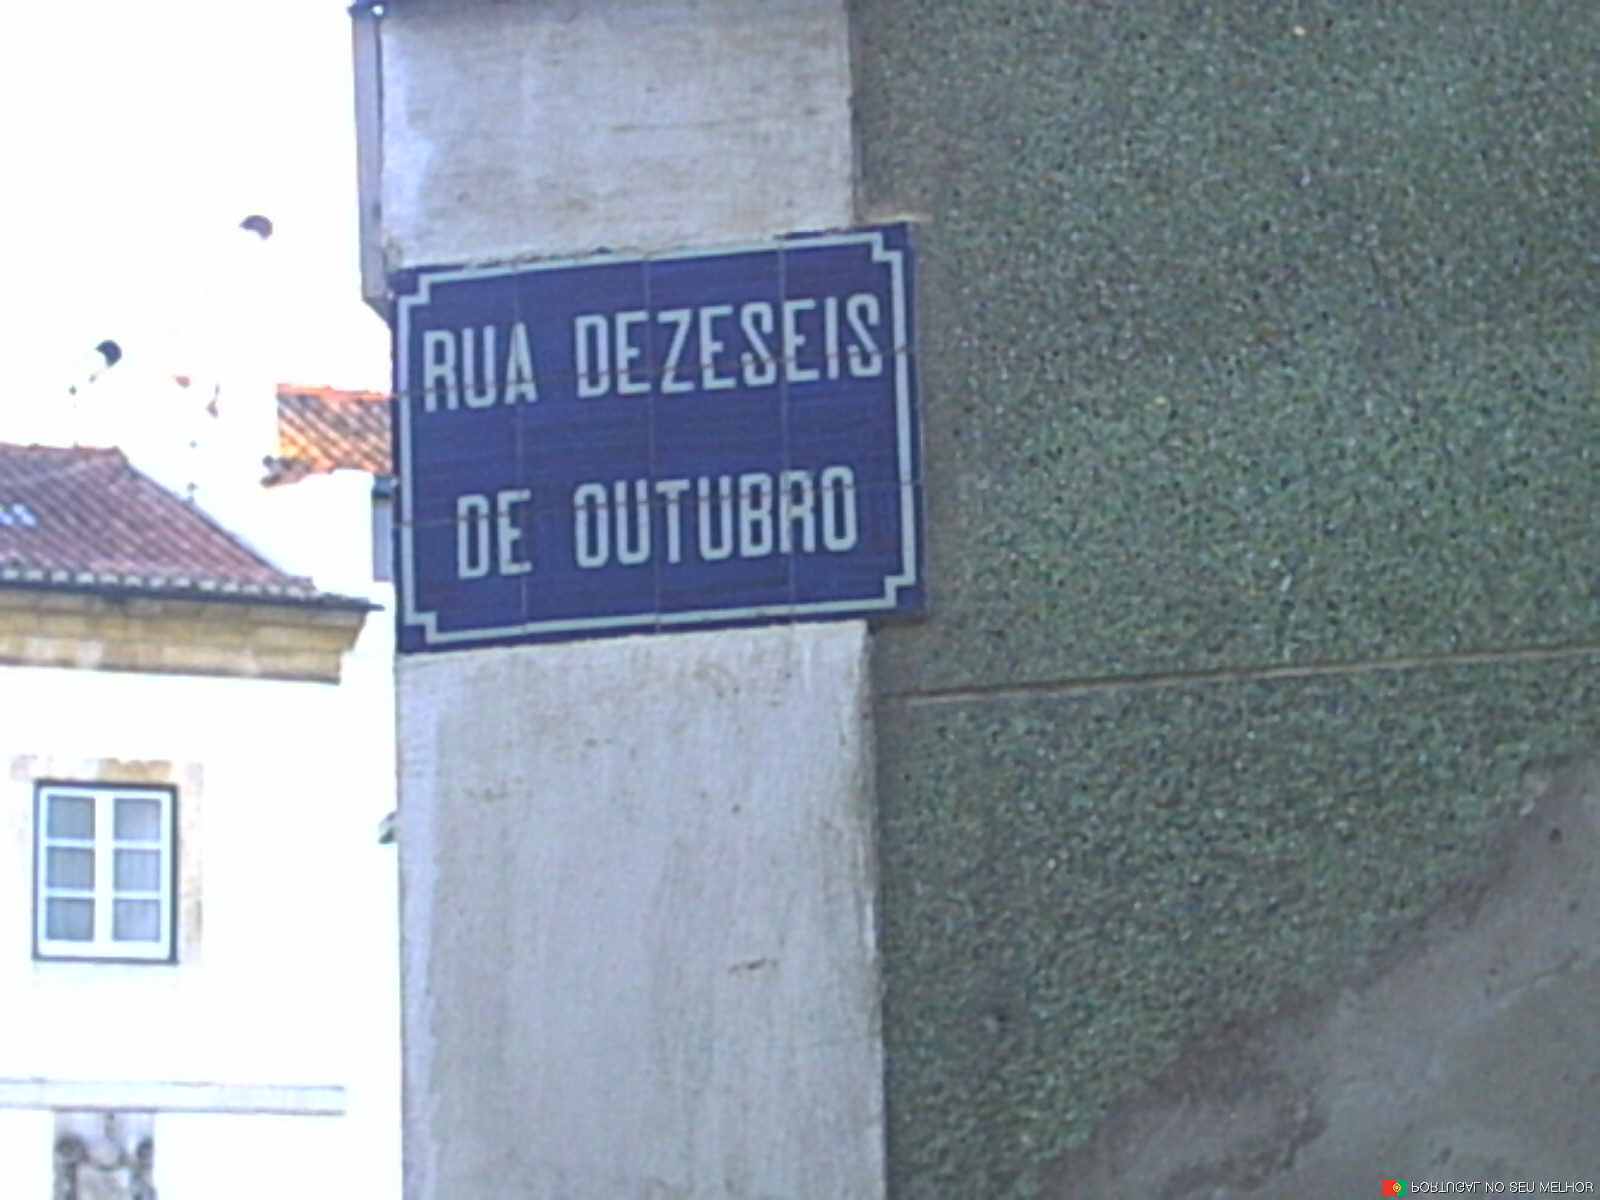 RUA DEZESEIS
DE OUTUBRO
PORTUGAL NO SEU MELHOR